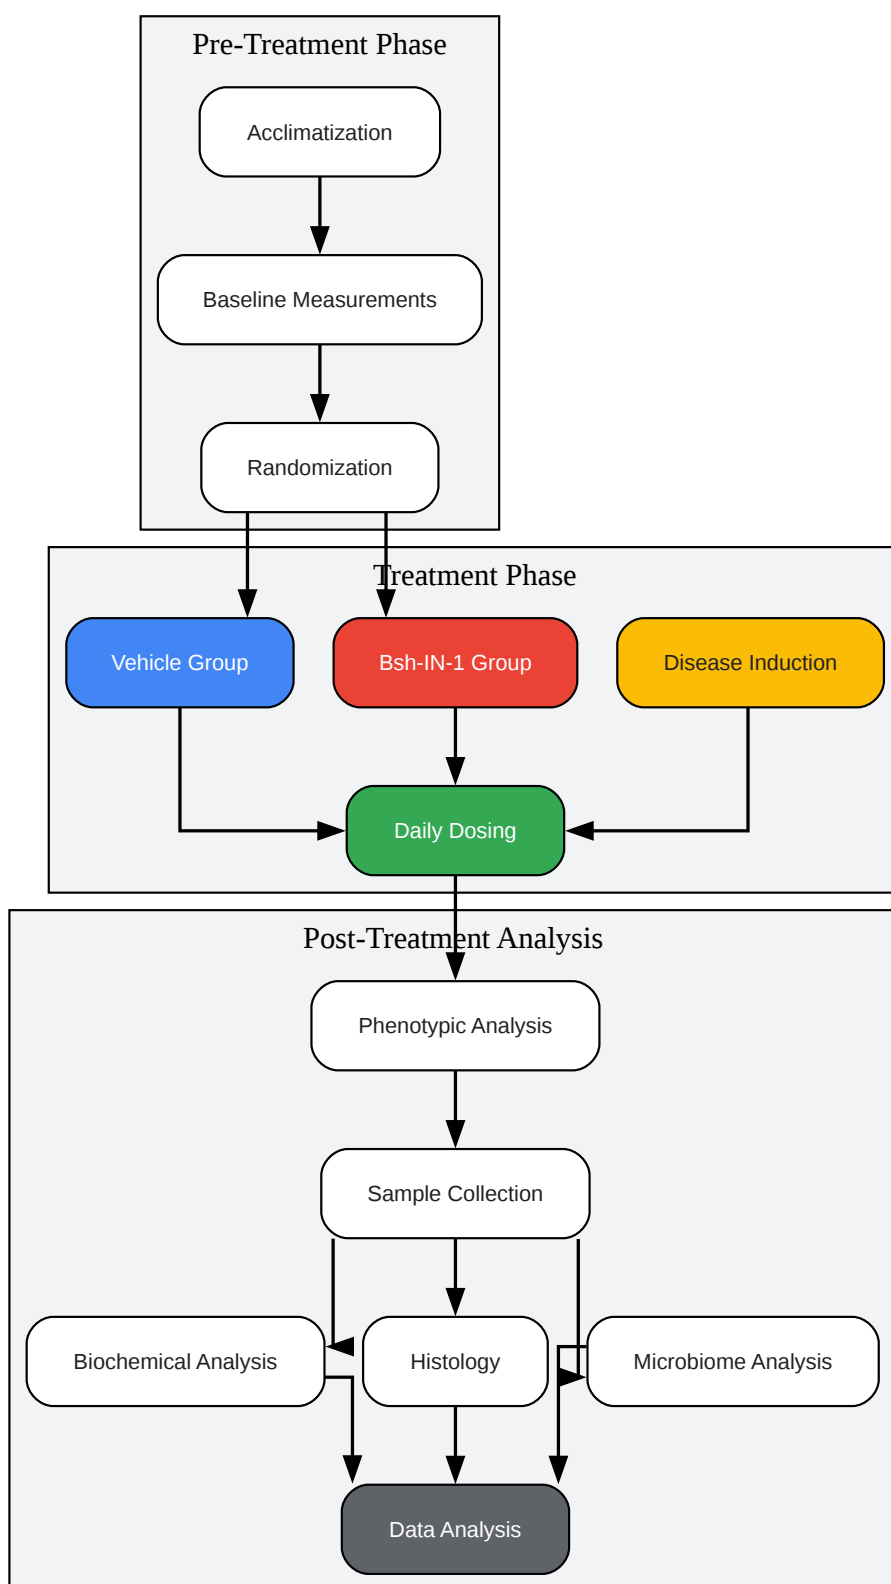 Pre-Treatment Phase
Acclimatization
Baseline Measurements
Randomization
Treatment Phase
Vehicle Group
Bsh-IN-1 Group
Disease Induction
Daily Dosing
Post-Treatment Analysis
Phenotypic Analysis
Sample Collection
Biochemical Analysis
Histology
Microbiome Analysis
Data Analysis